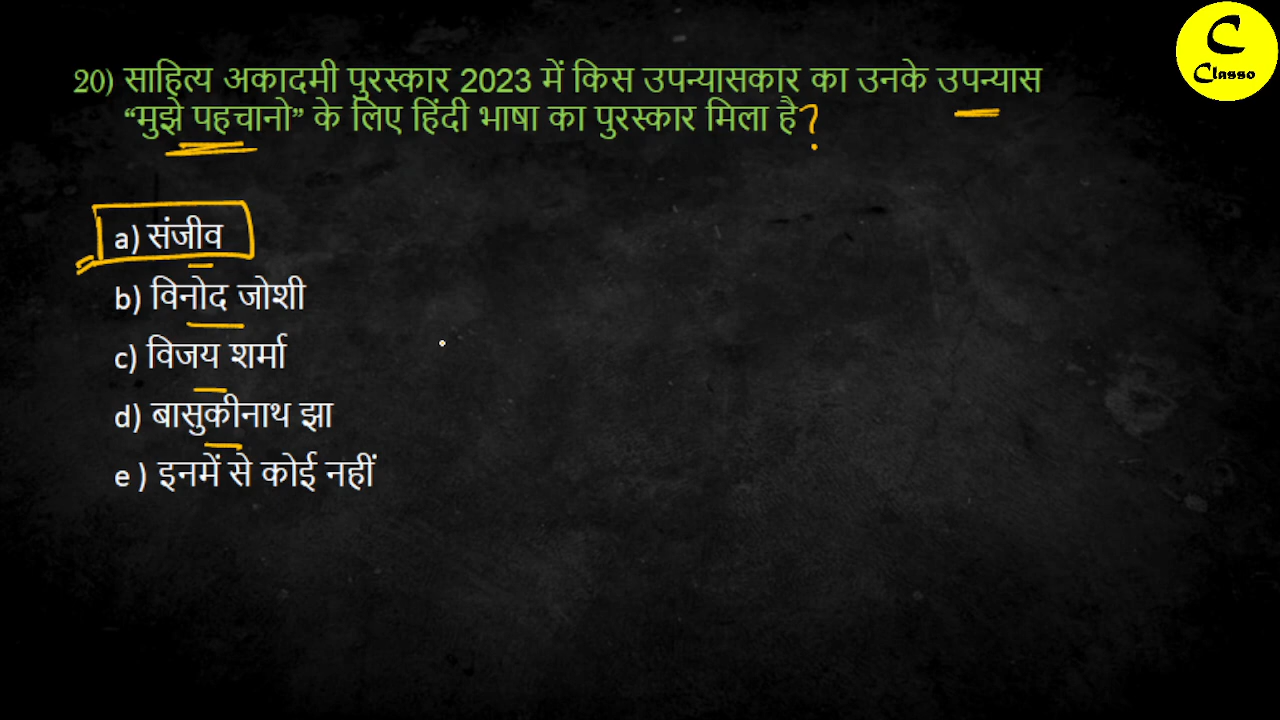 C
Classo
20) साहित्य अकादमी पुरस्कार 2023 में किस उपन्यासकार का उनके उपन्यास
“मुझे पहचानो” के लिए हिंदी भाषा का पुरस्कार मिला है?
a) संजीव
b) विनोद जोशी
c) विजय शर्मा
d) बासुकीनाथ झा
e ) इनमें से कोई नहीं